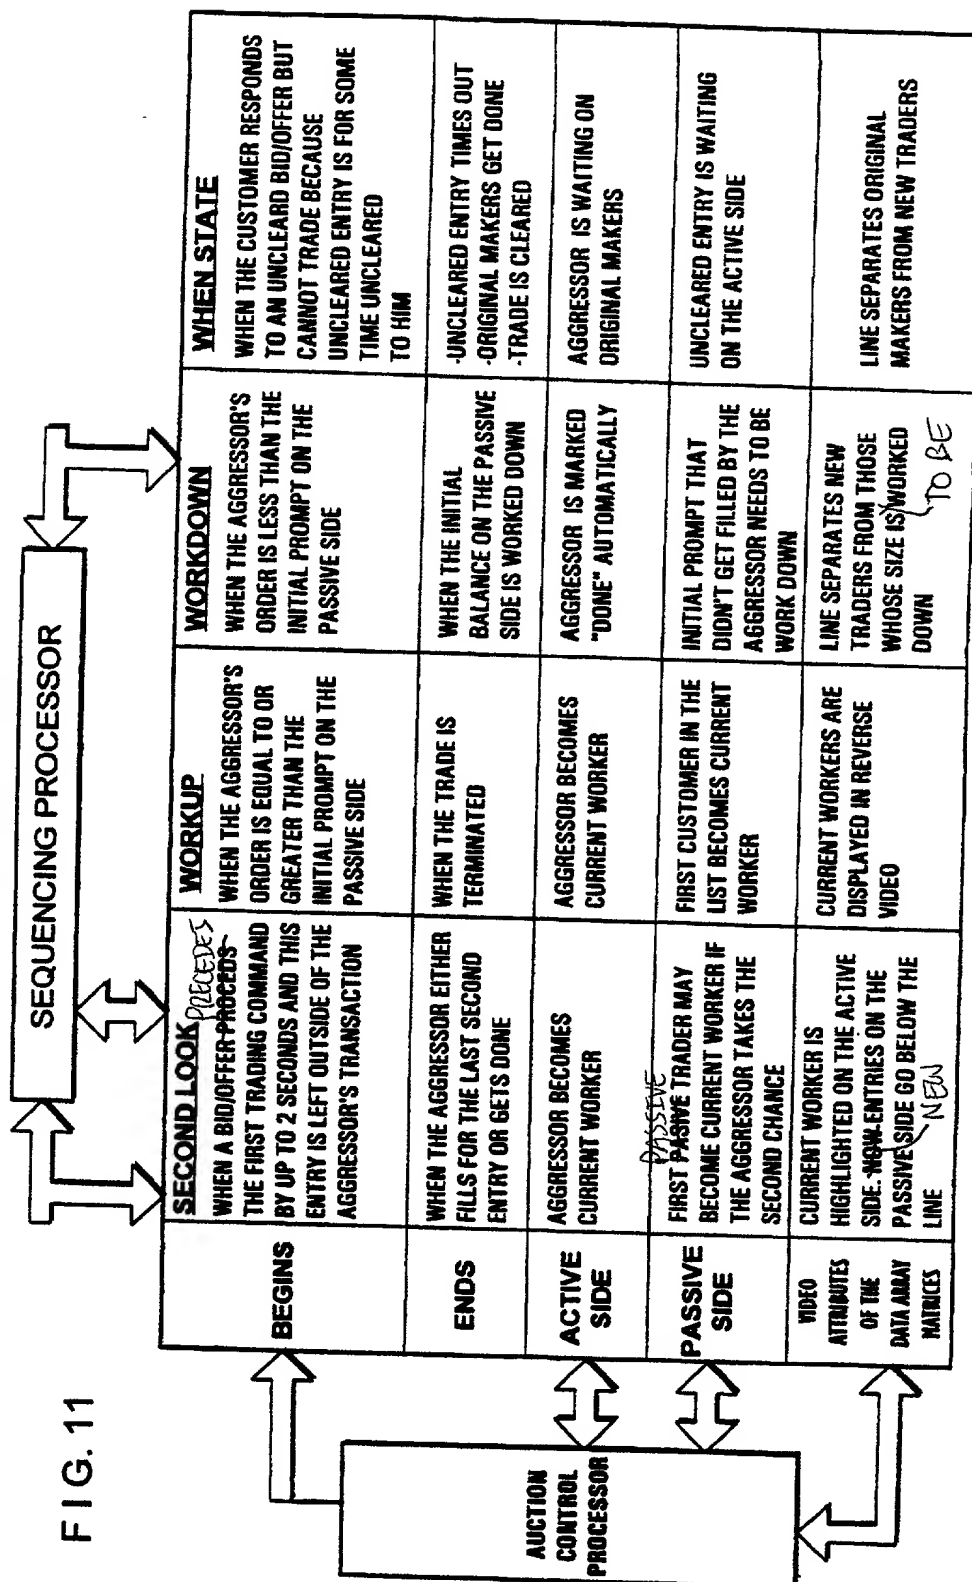 FIG. 11
SEQUENCING PROCESSOR
AUCTION
CONTROL
PROCESSOR
SECOND LOOK
WORKUP
WORKDOWN
WHEN STATE
BEGINS
PRECEDES
WHEN A BID/OFFER PROCEDS
THE FIRST TRADING COMMAND
BY UP TO 2 SECONDS AND THIS
ENTRY IS LEFT OUTSIDE OF THE
AGGRESSOR'S TRANSACTION
WHEN THE AGGRESSOR'S
ORDER IS EQUAL TO OR
GREATER THAN THE
INITIAL PROMPT ON THE
PASSIVE SIDE
WHEN THE AGGRESSOR'S
ORDER IS LESS THAN THE
INITIAL PROMPT ON THE
PASSIVE SIDE
WHEN THE CUSTOMER RESPONDS
TO AN UNCLEARD BID/OFFER BUT
CANNOT TRADE BECAUSE
UNCLEARED ENTRY IS FOR SOME
TIME UNCLEARED
TO HIM
ENDS
WHEN THE AGGRESSOR EITHER
FILLS FOR THE LAST SECOND
ENTRY OR GETS DONE
WHEN THE TRADE IS
TERMINATED
WHEN THE INITIAL
BALANCE ON THE PASSIVE
SIDE IS WORKED DOWN
-UNCLEARED ENTRY TIMES OUT
-ORIGINAL MAKERS GET DONE
-TRADE IS CLEARED
ACTIVE
SIDE
AGGRESSOR BECOMES
CURRENT WORKER
AGGRESSOR BECOMES
CURRENT WORKER
AGGRESSOR IS MARKED
"DONE" AUTOMATICALLY
AGGRESSOR IS WAITING ON
ORIGINAL MAKERS
PASSIVE
SIDE
PASSIVE
FIRST PASIVE TRADER MAY
BECOME CURRENT WORKER IF
THE AGGRESSOR TAKES THE
SECOND CHANCE
FIRST CUSTOMER IN THE
LIST BECOMES CURRENT
WORKER
INITIAL PROMPT THAT
DIDN'T GET FILLED BY THE
AGGRESSOR NEEDS TO BE
WORK DOWN
UNCLEARED ENTRY IS WAITING
ON THE ACTIVE SIDE
VIDEO
ATTRIBUTES
OF THE
DATA ARRAY
MATRICES
CURRENT WORKER IS
HIGHLIGHTED ON THE ACTIVE
SIDE. NOW ENTRIES ON THE
PASSIVE SIDE GO BELOW THE
LINE
NEW
CURRENT WORKERS ARE
DISPLAYED IN REVERSE
VIDEO
LINE SEPARATES NEW
TRADERS FROM THOSE
WHOSE SIZE IS WORKED
DOWN
TO BE
LINE SEPARATES ORIGINAL
MAKERS FROM NEW TRADERS